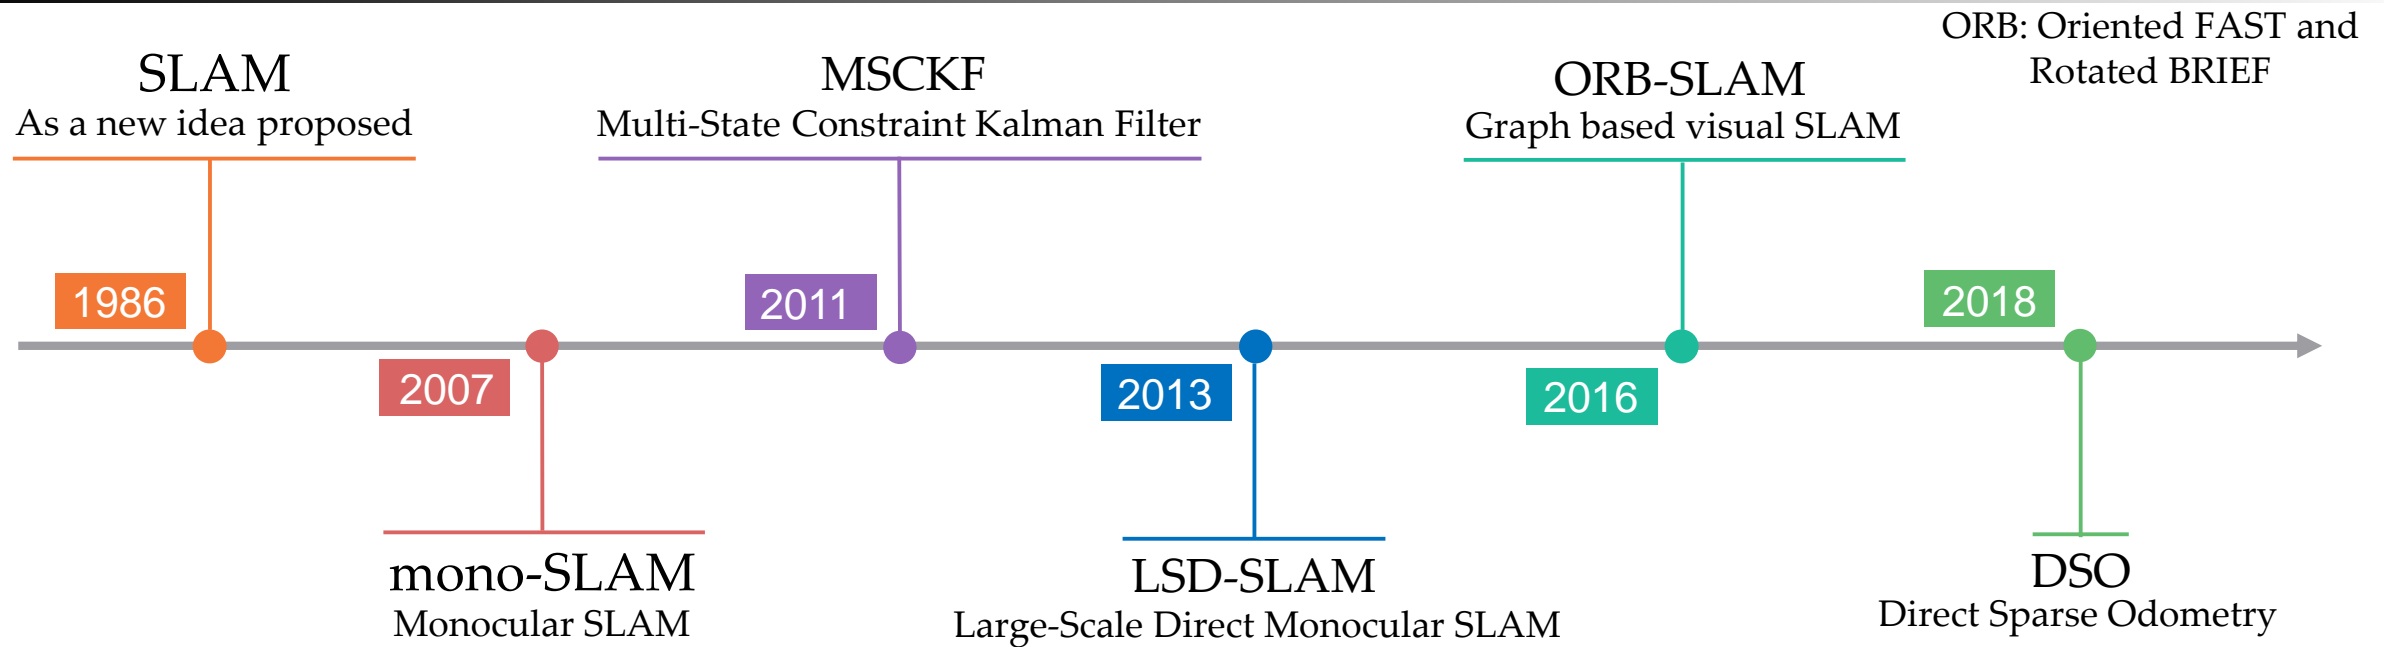 ORB: Oriented FAST and
Rotated BRIEF
SLAM
As a new idea proposed
MSCKF
Multi-State Constraint Kalman Filter
ORB-SLAM
Graph based visual SLAM
1986
2011
2018
2007
2013
2016
mono-SLAM
Monocular SLAM
LSD-SLAM
Large-Scale Direct Monocular SLAM
DSO
Direct Sparse Odometry